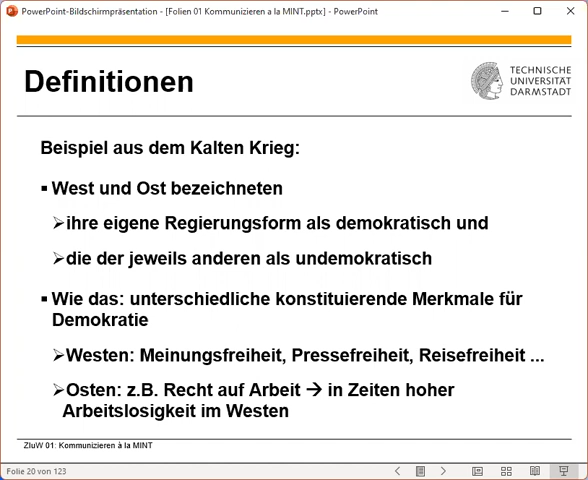 PowerPoint-Bildschirmpräsentation - [Folien 01 Kommunizieren a la MINT.pptx] - PowerPoint
Definitionen
TECHNISCHE
UNIVERSITÄT
DARMSTADT
Beispiel aus dem Kalten Krieg:
▪ West und Ost bezeichneten
➢ihre eigene Regierungsform als demokratisch und
➢die der jeweils anderen als undemokratisch
▪ Wie das: unterschiedliche konstituierende Merkmale für
Demokratie
➢Westen: Meinungsfreiheit, Pressefreiheit, Reisefreiheit ...
➢Osten: z.B. Recht auf Arbeit → in Zeiten hoher
Arbeitslosigkeit im Westen
ZIuW 01: Kommunizieren à la MINT
Folie 20 von 123